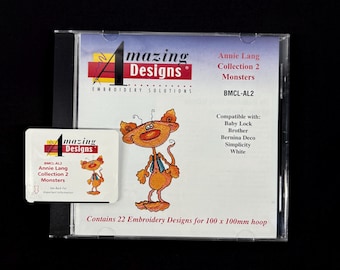 Amazing
Designs®
EMBROIDERY SOLUTIONS
Annie Lang
Collection 2
Monsters
BMCL-AL2
Compatible with:
Baby Lock
Brother
Bernina Deco
Simplicity
White
Contains 22 Embroidery Designs for 100 x 100mm hoop
Amazing
Designs
BMCL-AL2
Annie Lang
Collection 2
Monsters